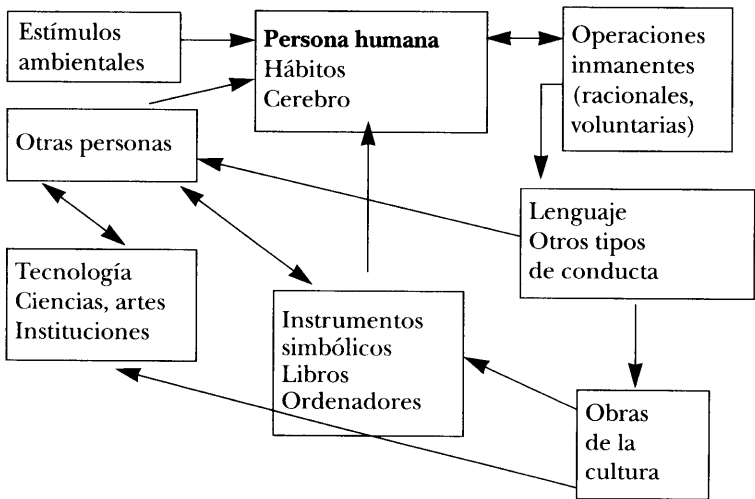 Estímulos
ambientales
Persona humana
Hábitos
Cerebro
Operaciones
inmanentes
(racionales,
voluntarias)
Otras personas
Lenguaje
Otros tipos
de conducta
Tecnología
Ciencias, artes
Instituciones
Instrumentos
simbólicos
Libros
Ordenadores
Obras
de la
cultura